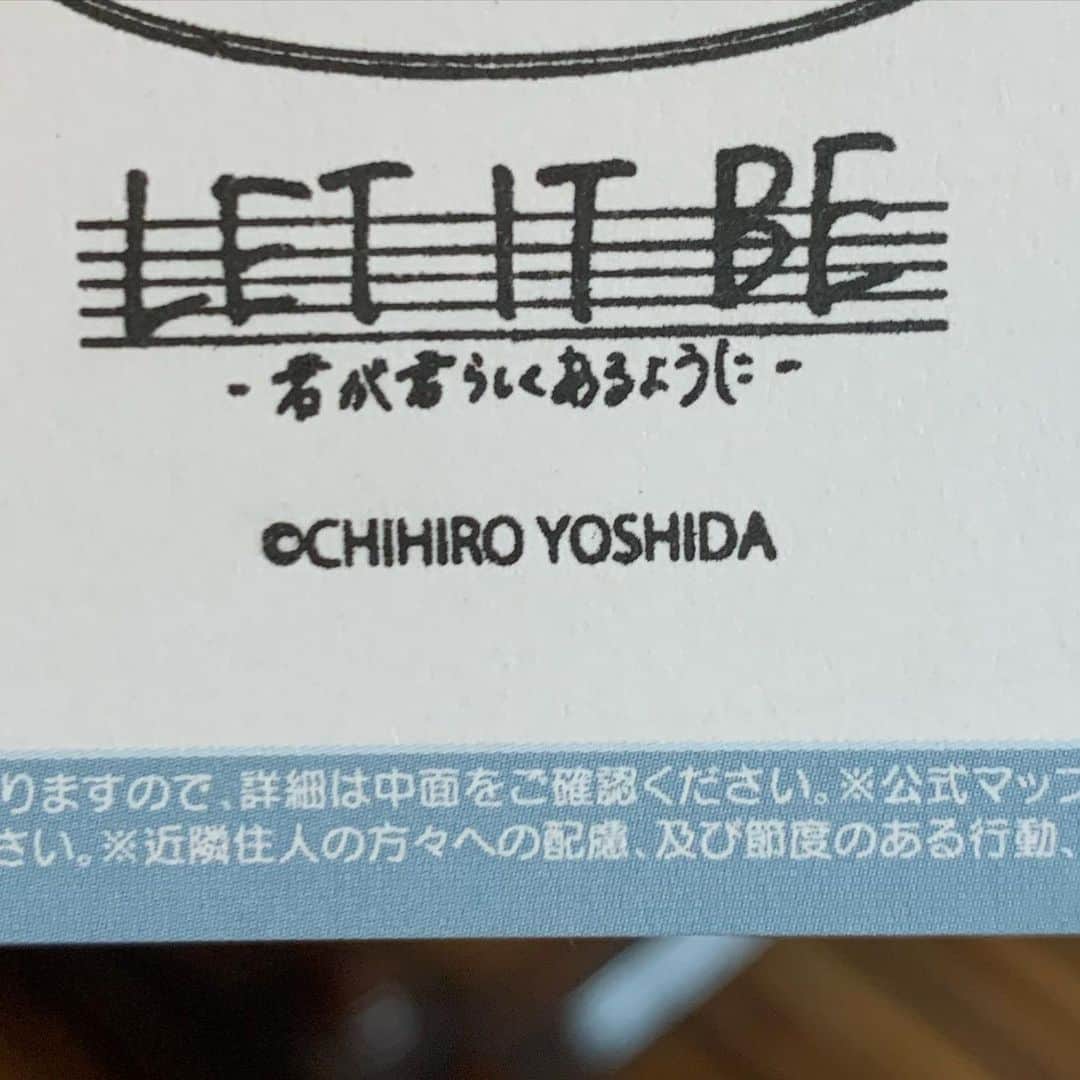 LET IT BE
- 君が君らしくあるように -
©CHIHIRO YOSHIDA
りますので、詳細は中面をご確認ください。※公式マップ
さい。※近隣住人の方々への配慮、及び節度のある行動、